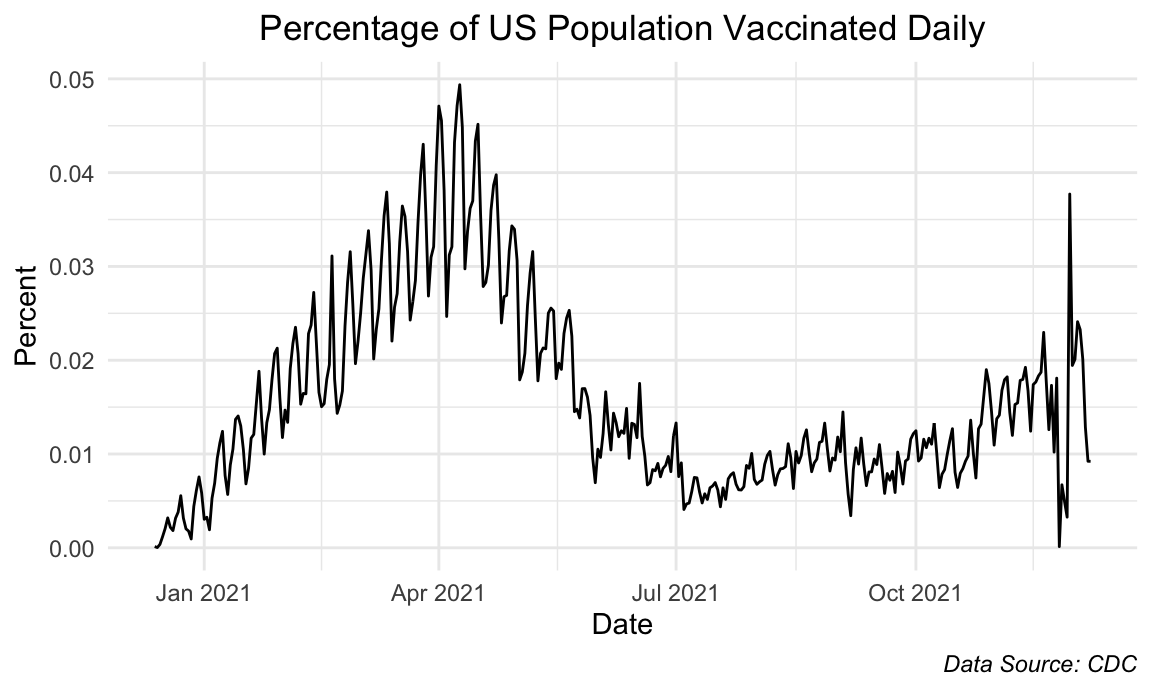 Percentage of US Population Vaccinated Daily
Percent
0.05
0.04
0.03
0.02
0.01
0.00
Jan 2021 Apr 2021 Jul 2021 Oct 2021
Date
Data Source: CDC